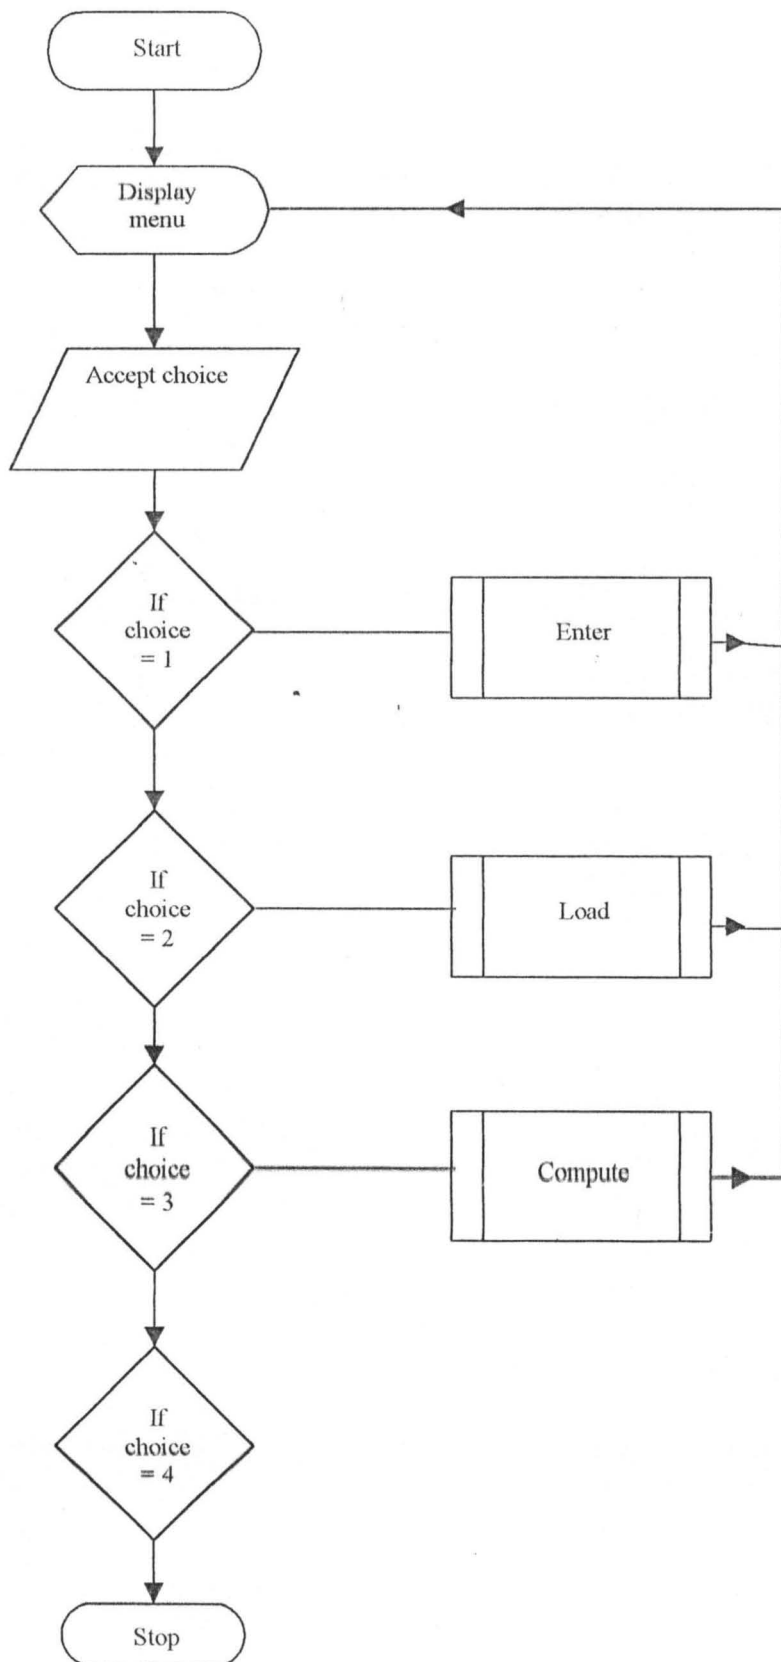 Start
Display
menu
Accept choice
If
choice
= 1
Enter
If
choice
= 2
Load
If
choice
= 3
Compute
If
choice
= 4
Stop